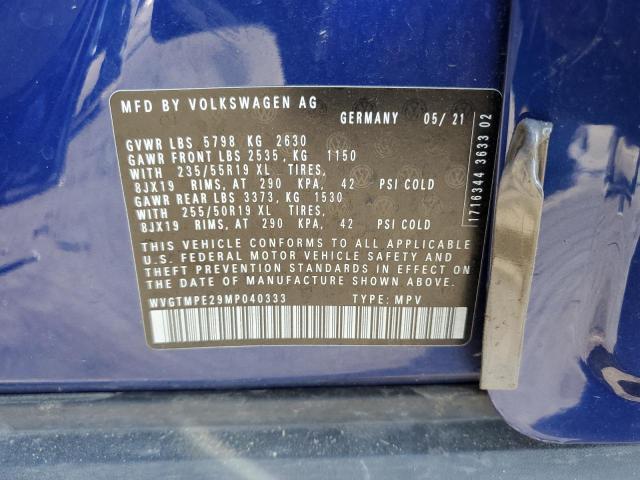 MFD BY VOLKSWAGEN AG
GERMANY 05/21
GVWR LBS 5798 KG 2630
GAWR FRONT LBS 2535, KG 1150
WITH 235/55R19 XL TIRES,
8JX19 RIMS, AT 290 KPA, 42 PSI COLD
GAWR REAR LBS 3373, KG 1530
WITH 255/50R19 XL TIRES,
8JX19 RIMS, AT 290 KPA, 42 PSI COLD
THIS VEHICLE CONFORMS TO ALL APPLICABLE
U.S. FEDERAL MOTOR VEHICLE SAFETY AND
THEFT PREVENTION STANDARDS IN EFFECT ON
THE DATE OF MANUFACTURE SHOWN ABOVE.
WVGTMPE29MP040333 TYPE: MPV
1716344 3633 02